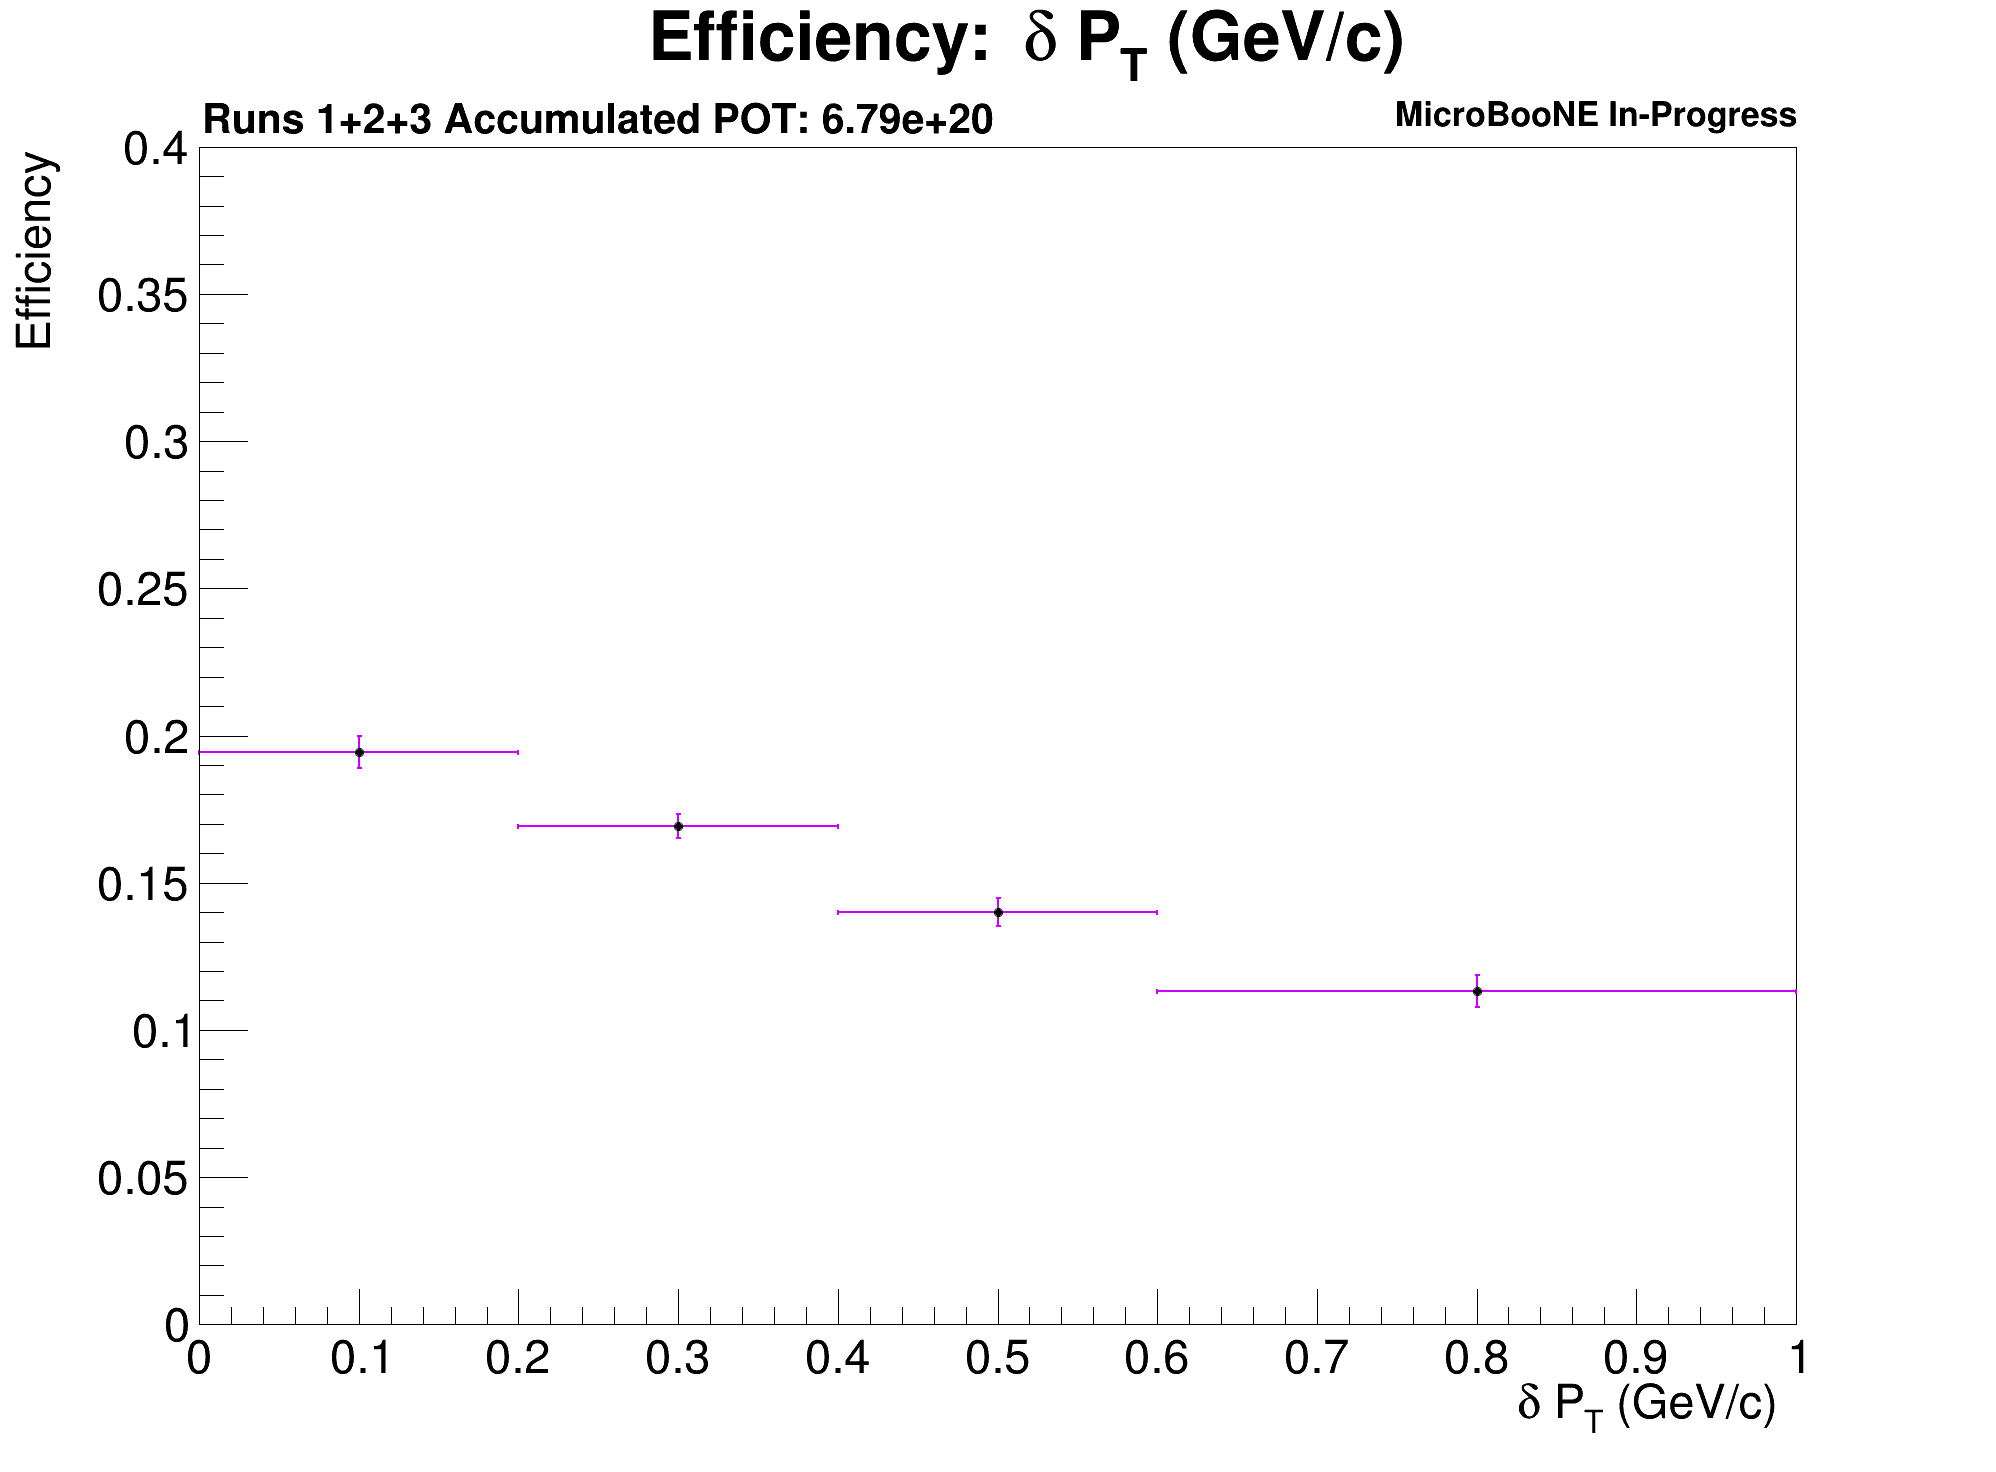 Efficiency: δ P_T (GeV/c)
Runs 1+2+3 Accumulated POT: 6.79e+20
MicroBooNE In-Progress
Efficiency
0.4
0.35
0.3
0.25
0.2
0.15
0.1
0.05
0
0 0.1 0.2 0.3 0.4 0.5 0.6 0.7 0.8 0.9 1
δ P_T (GeV/c)